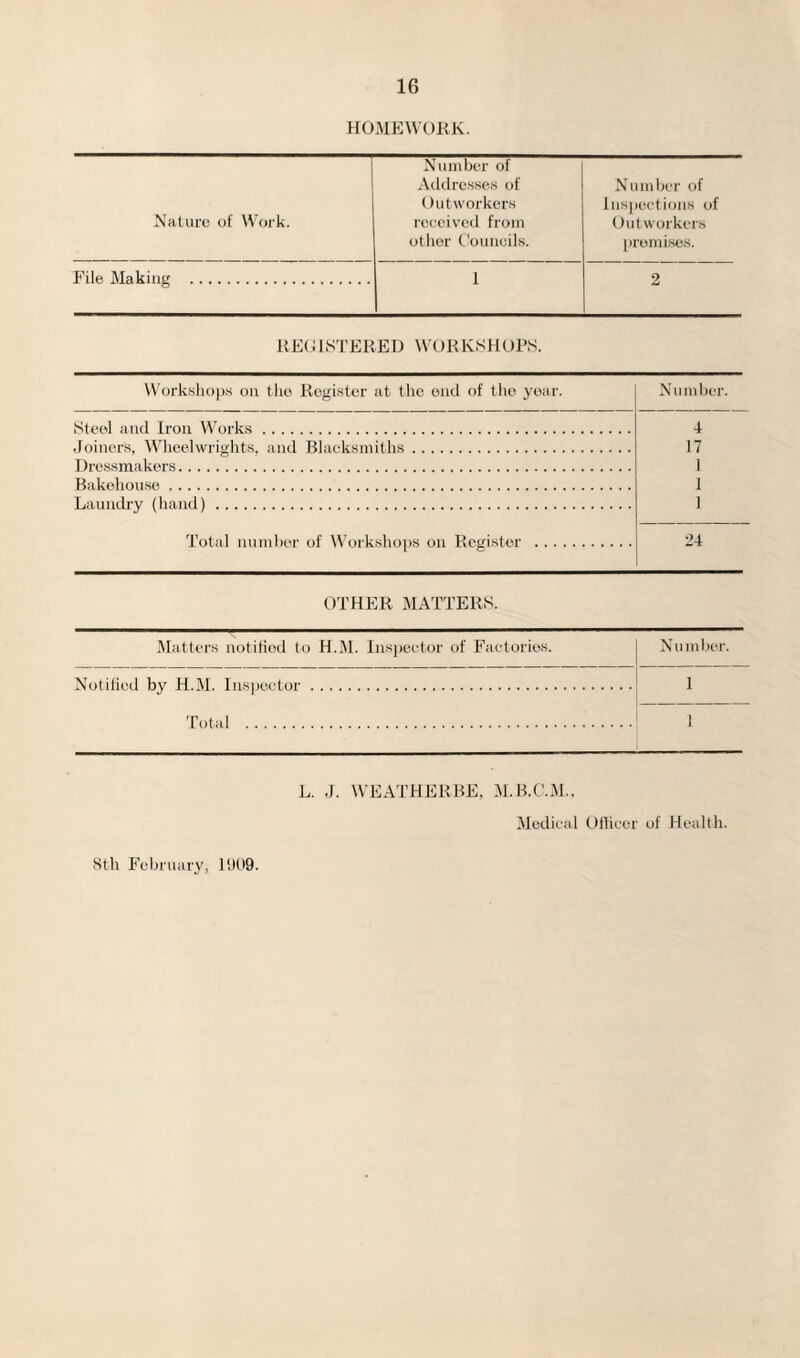 16
HOMEWORK.
Nature of Work.
Number of
Addresses of
Outworkers
received from
other Councils.
Number of
Inspections of
Outworkers
premises.
File Making .................... 1 2
REGISTERED WORKSHOPS.
Workshops on the Register at the end of the year. Number.
Steel and Iron Works .................... 4
Joiners, Wheelwrights, and Blacksmiths .................... 17
Dressmakers.................... 1
Bakehouse .................... 1
Laundry (hand) .................... 1
Total number of Workshops on Register ............ 24
OTHER MATTERS.
Matters notified to H.M. Inspector of Factories. Number.
Notified by H.M. Inspector .................... 1
Total .................... 1
L. J. WEATHERBE, M.B.C.M.,
Medical Officer of Health.
8th February, 1909.